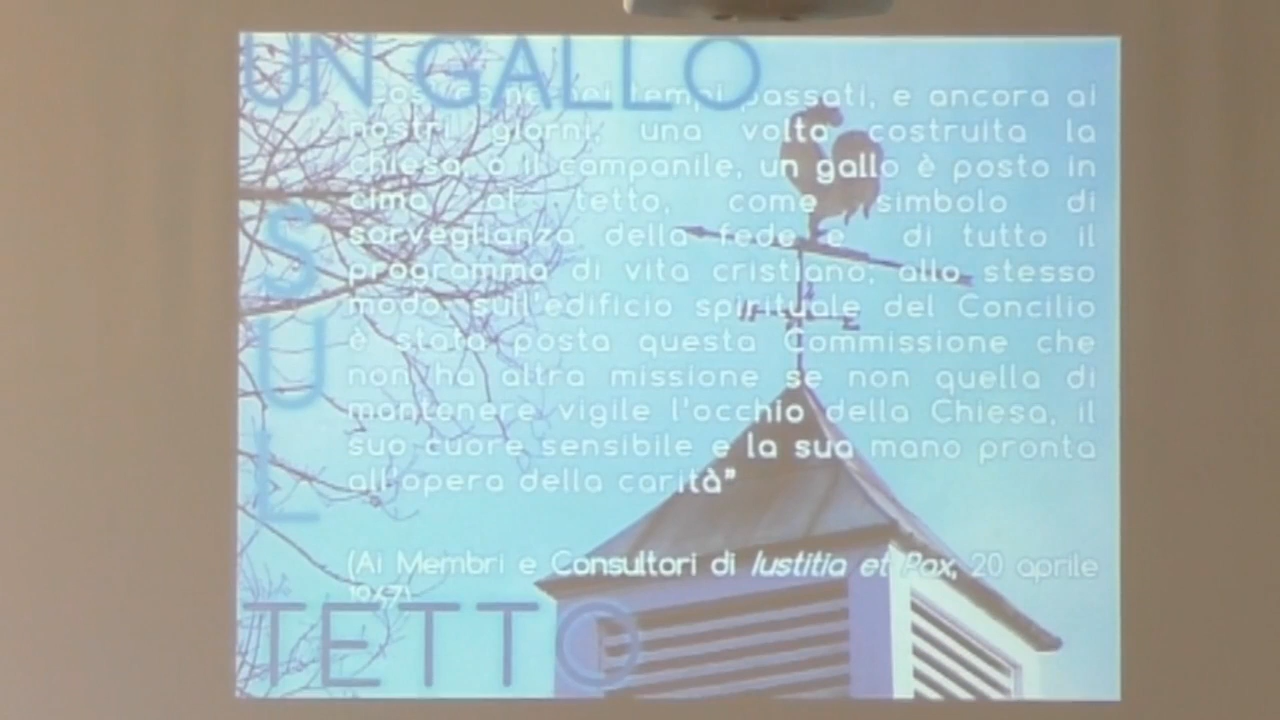 UN GALLO
"Così come nei tempi passati, e ancora ai
nostri giorni, una volta costruita la
chiesa, o il campanile, un gallo è posto in
cima al tetto, come simbolo di
sorveglianza della fede e di tutto il
programma di vita cristiano; allo stesso
modo, sull'edificio spirituale del Concilio
è stata posta questa Commissione che
non ha altra missione se non quella di
mantenere vigile l'occhio della Chiesa, il
suo cuore sensibile e la sua mano pronta
all'opera della carità"
(Ai Membri e Consultori di Iustitia et Pax, 20 aprile
1967)
SUL
TETTO